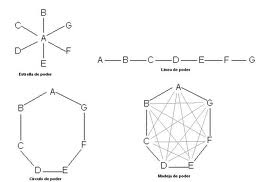 B
C G
A
D F
E
Estrella de poder
A B C D E F G
Línea de poder
A
B G
C F
D E
Círculo de poder
A
B G
C F
D E
Madeja de poder